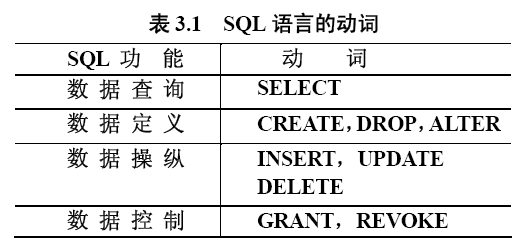 表 3.1 SQL 语言的动词
SQL 功 能 动 词
数 据 查 询 SELECT
数 据 定 义 CREATE，DROP，ALTER
数 据 操 纵 INSERT，UPDATE
DELETE
数 据 控 制 GRANT，REVOKE